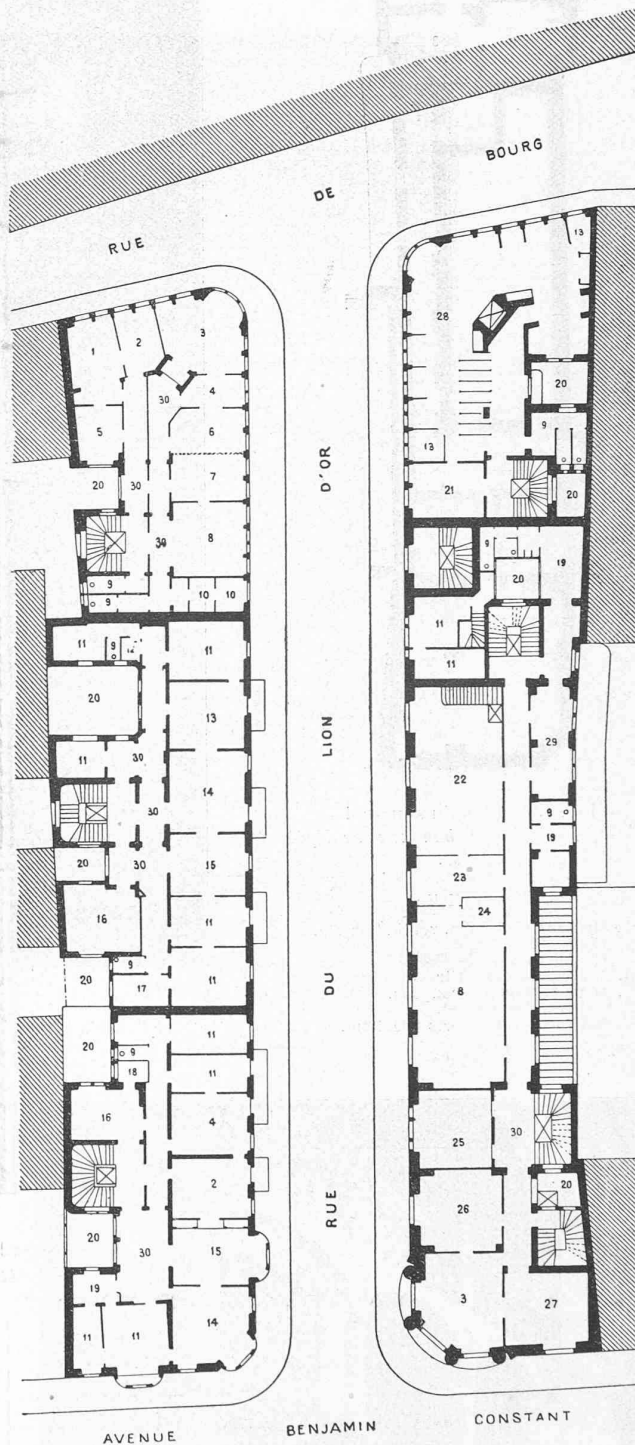 RUE DE BOURG
1 2 3
30 4
5 6
20 30 7
30 8
9
9 10 10
11 9 11
20 13
11 30
30 14
20 30 15
16 11
9
20 17 11
11
20 9
18 11
16 4
2
20 30 15
19
11 11 14
RUE DU LION D'OR
13
28
20
13 9
21 20
9 19
20
11
11
22 29
9
23 19
24
8
25 30
26 20
3 27
AVENUE BENJAMIN CONSTANT